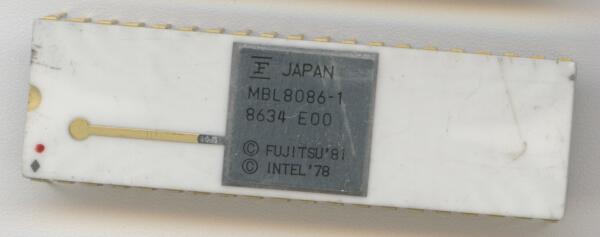 JAPAN
MBL8086-1
8634 E00
© FUJITSU'81
© INTEL'78